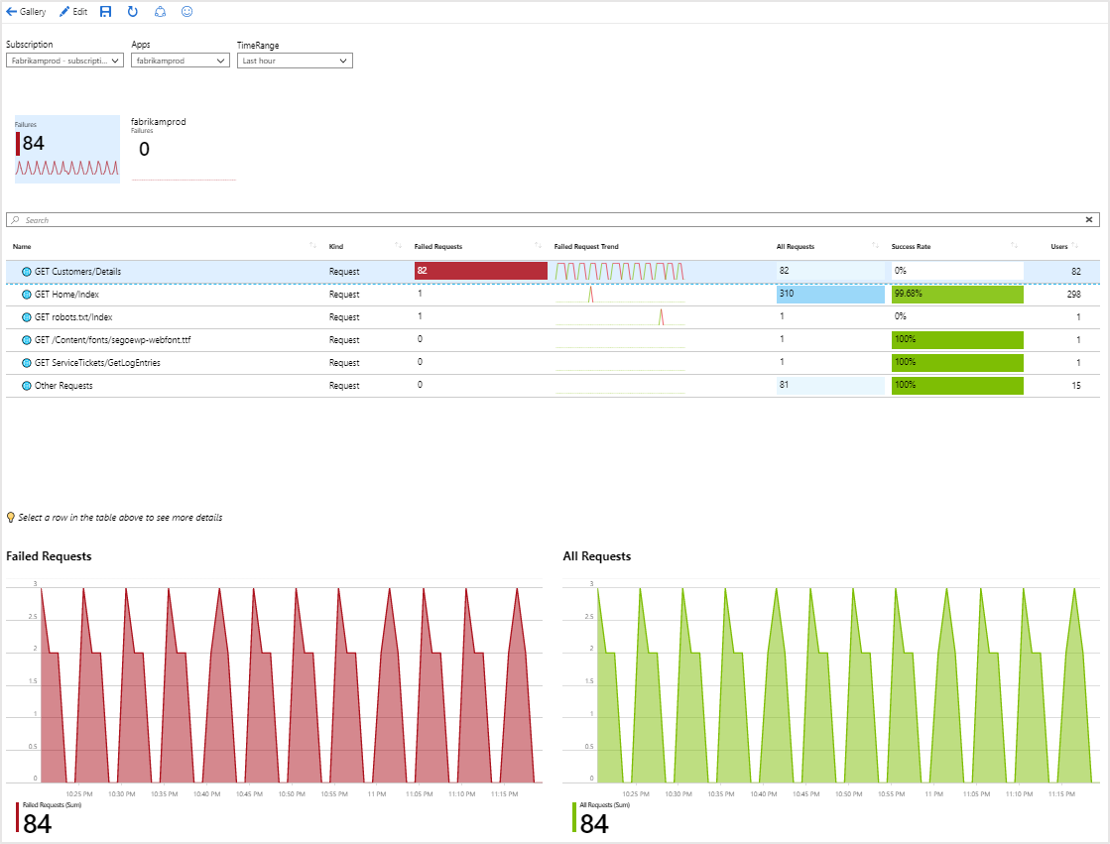 Gallery Edit
Subscription Apps TimeRange
Fabrikamprod - subscripti... fabrikamprod Last hour
Failures
84
fabrikamprod
Failures
0
Search
Name Kind Failed Requests Failed Request Trend All Requests Success Rate Users
GET Customers/Details Request 82 82 0% 82
GET Home/Index Request 1 310 99.68% 298
GET robots.txt/Index Request 1 1 0% 1
GET /Content/fonts/segoewp-webfont.ttf Request 0 1 100% 1
GET ServiceTickets/GetLogEntries Request 0 1 100% 1
Other Requests Request 0 81 100% 15
Select a row in the table above to see more details
Failed Requests
3
2.5
2
1.5
1
0.5
0
10:25 PM 10:30 PM 10:35 PM 10:40 PM 10:45 PM 10:50 PM 10:55 PM 11 PM 11:05 PM 11:10 PM 11:15 PM
Failed Requests (Sum)
84
All Requests
3
2.5
2
1.5
1
0.5
0
10:25 PM 10:30 PM 10:35 PM 10:40 PM 10:45 PM 10:50 PM 10:55 PM 11 PM 11:05 PM 11:10 PM 11:15 PM
All Requests (Sum)
84